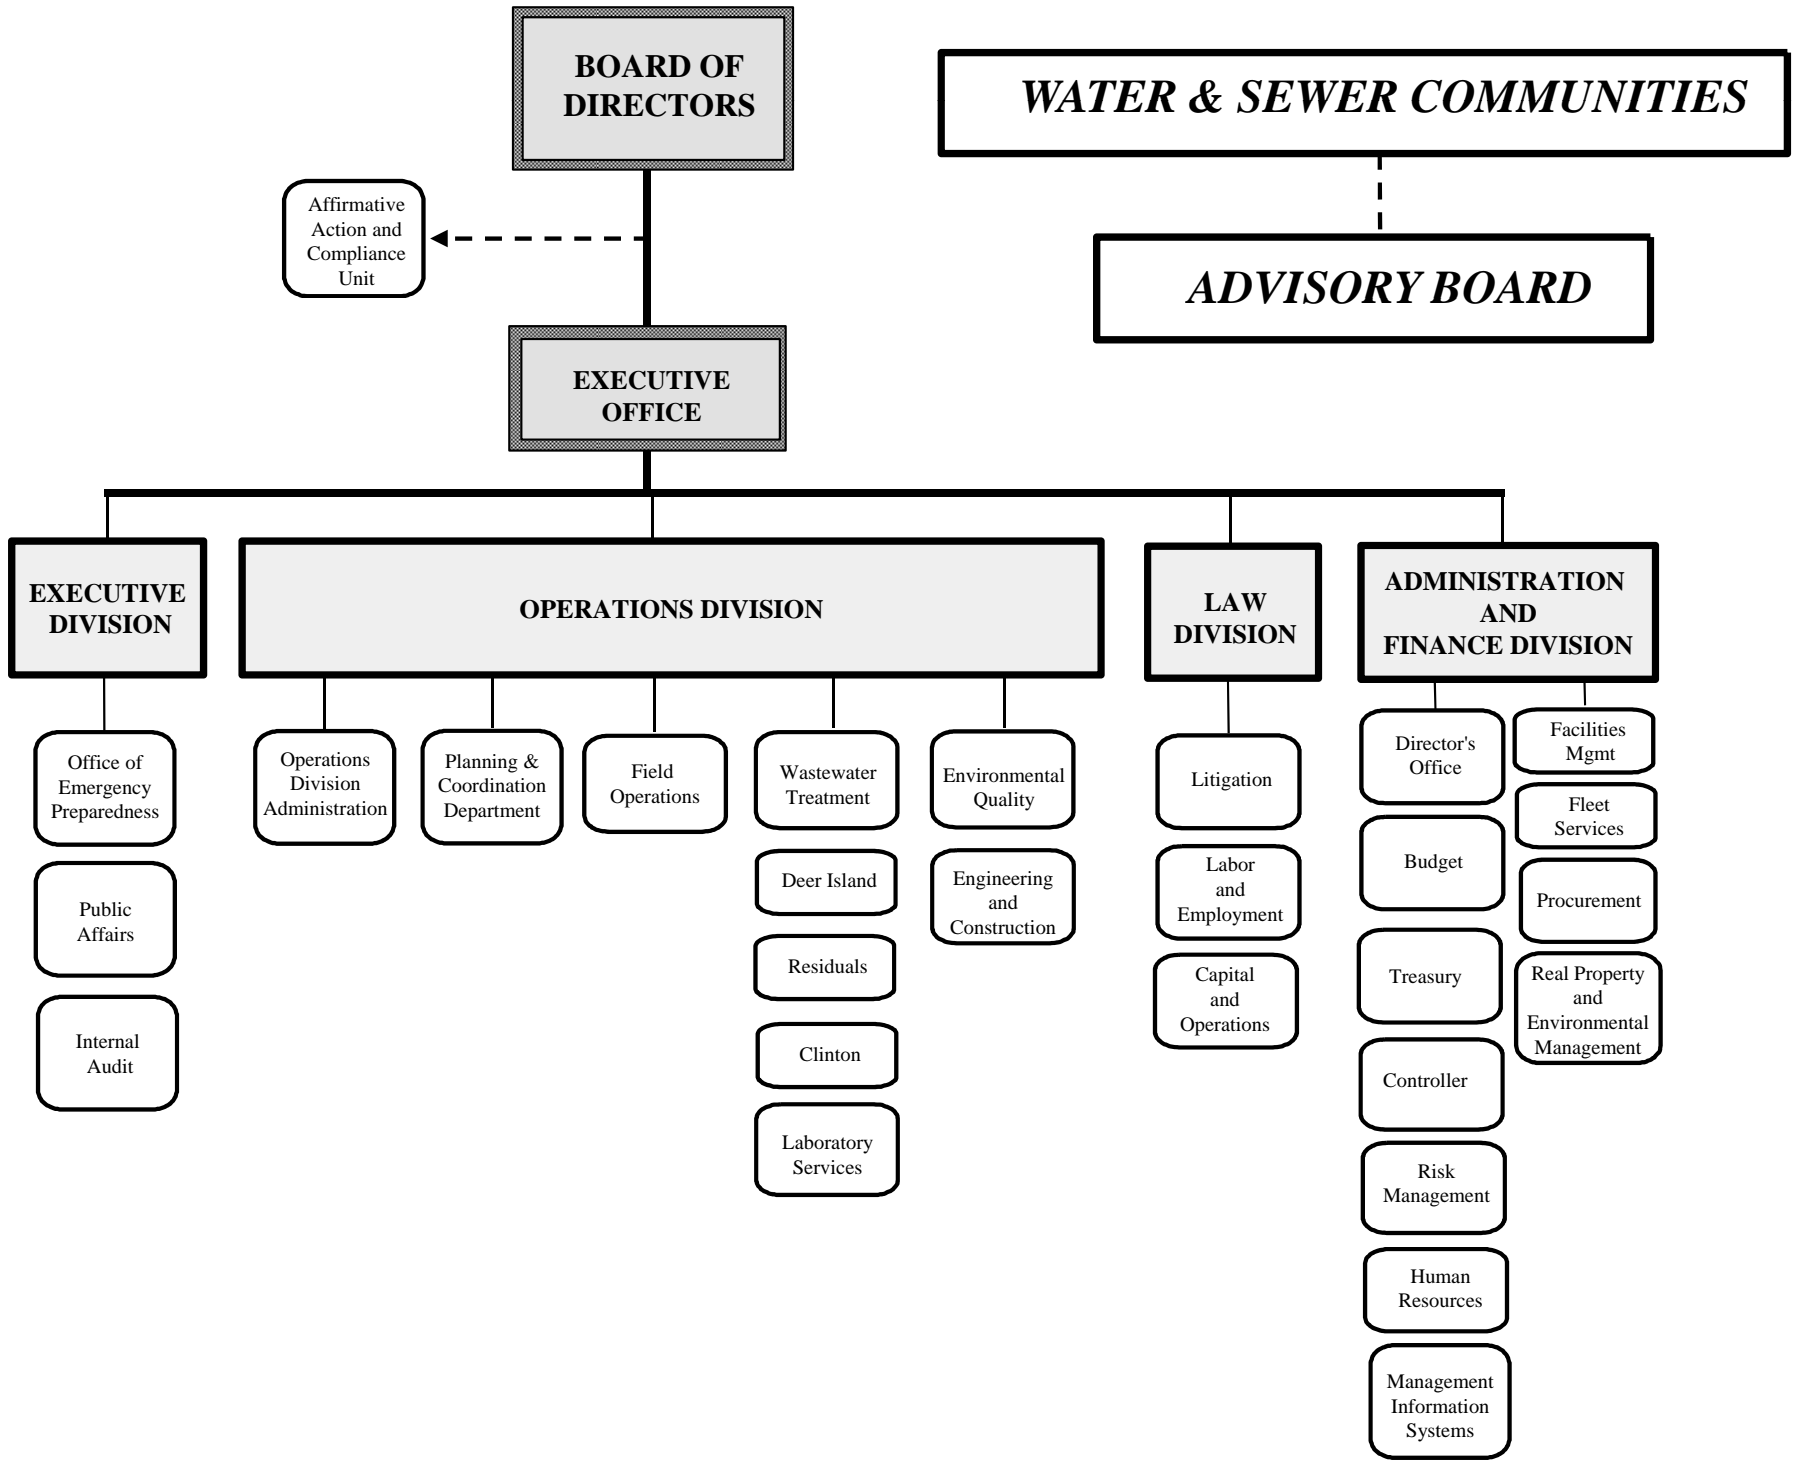 BOARD OF
DIRECTORS
WATER & SEWER COMMUNITIES
Affirmative
Action and
Compliance
Unit
ADVISORY BOARD
EXECUTIVE
OFFICE
EXECUTIVE
DIVISION
OPERATIONS DIVISION
LAW
DIVISION
ADMINISTRATION
AND
FINANCE DIVISION
Office of
Emergency
Preparedness
Public
Affairs
Internal
Audit
Operations
Division
Administration
Planning &
Coordination
Department
Field
Operations
Wastewater
Treatment
Deer Island
Residuals
Clinton
Laboratory
Services
Environmental
Quality
Engineering
and
Construction
Litigation
Labor
and
Employment
Capital
and
Operations
Director's
Office
Budget
Treasury
Controller
Risk
Management
Human
Resources
Management
Information
Systems
Facilities
Mgmt
Fleet
Services
Procurement
Real Property
and
Environmental
Management